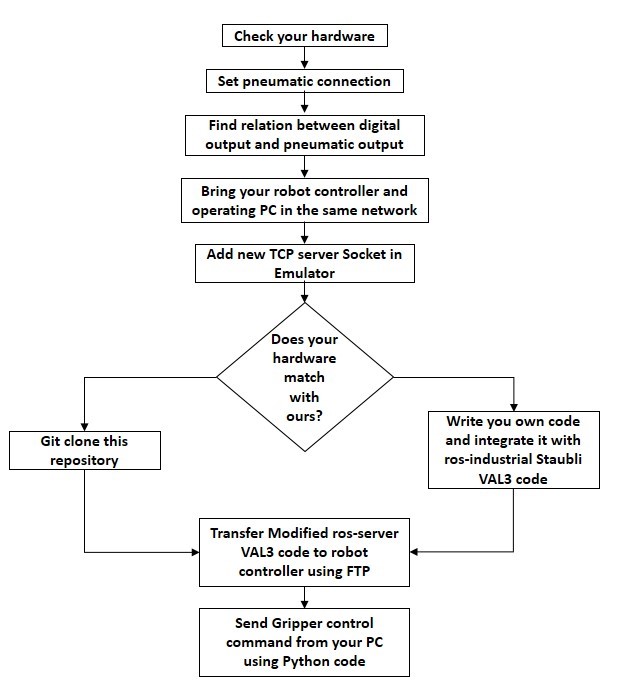 Check your hardware
Set pneumatic connection
Find relation between digital
output and pneumatic output
Bring your robot controller and
operating PC in the same network
Add new TCP server Socket in
Emulator
Does your
hardware
match
with
ours?
Git clone this
repository
Write you own code
and integrate it with
ros-industrial Staubli
VAL3 code
Transfer Modified ros-server
VAL3 code to robot
controller using FTP
Send Gripper control
command from your PC
using Python code